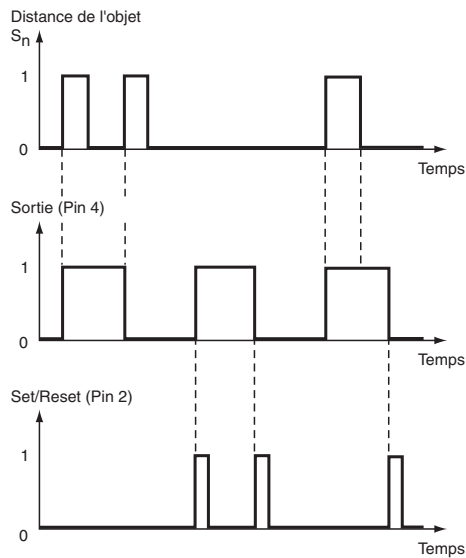 Distance de l'objet
Sn
1
0
Temps
Sortie (Pin 4)
1
0
Temps
Set/Reset (Pin 2)
1
0
Temps